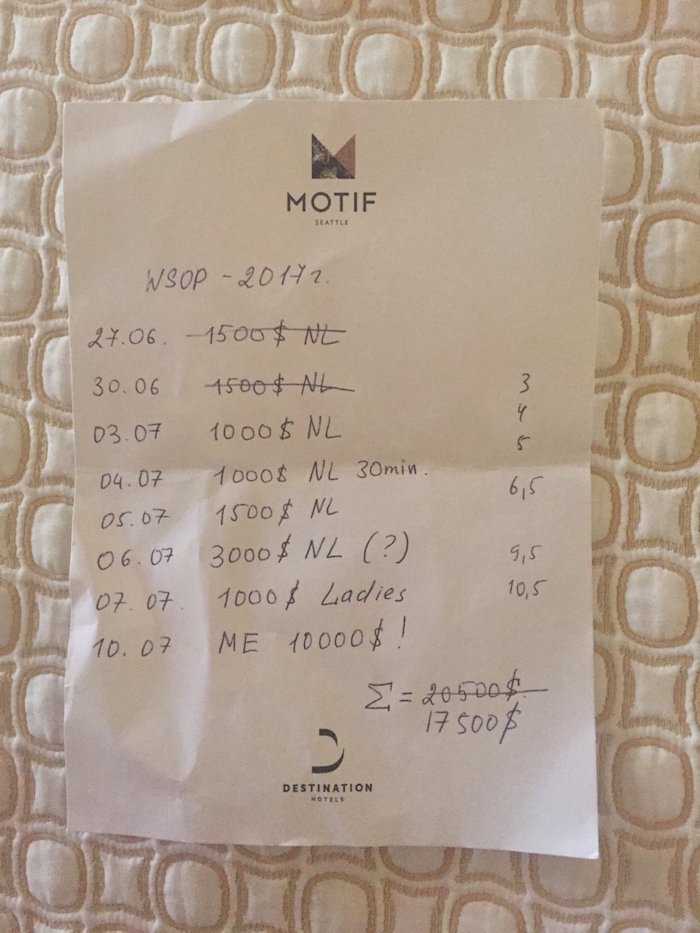 MOTIF
SEATTLE
WSOP - 2017г.
27.06. 1500$ NL
30.06 1500$ NL 3
03.07 1000$ NL 4
04.07 1000$ NL 30min. 5
05.07 1500$ NL 6,5
06.07 3000$ NL (?) 9,5
07.07. 1000$ Ladies 10,5
10.07 ME 10000$!
Σ = 20500$.
17500$
DESTINATION
HOTELS